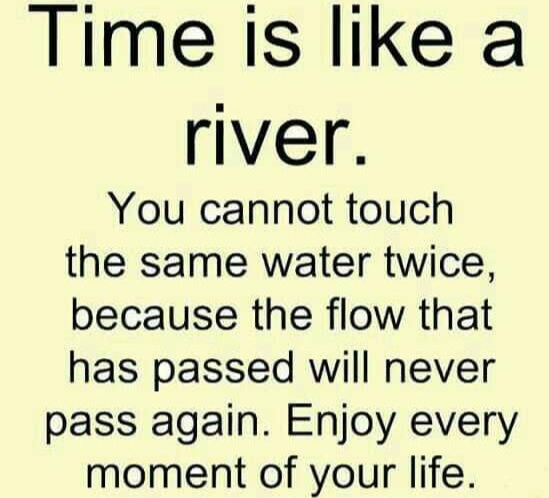 Time is like a
river.
You cannot touch
the same water twice,
because the flow that
has passed will never
pass again. Enjoy every
moment of your life.